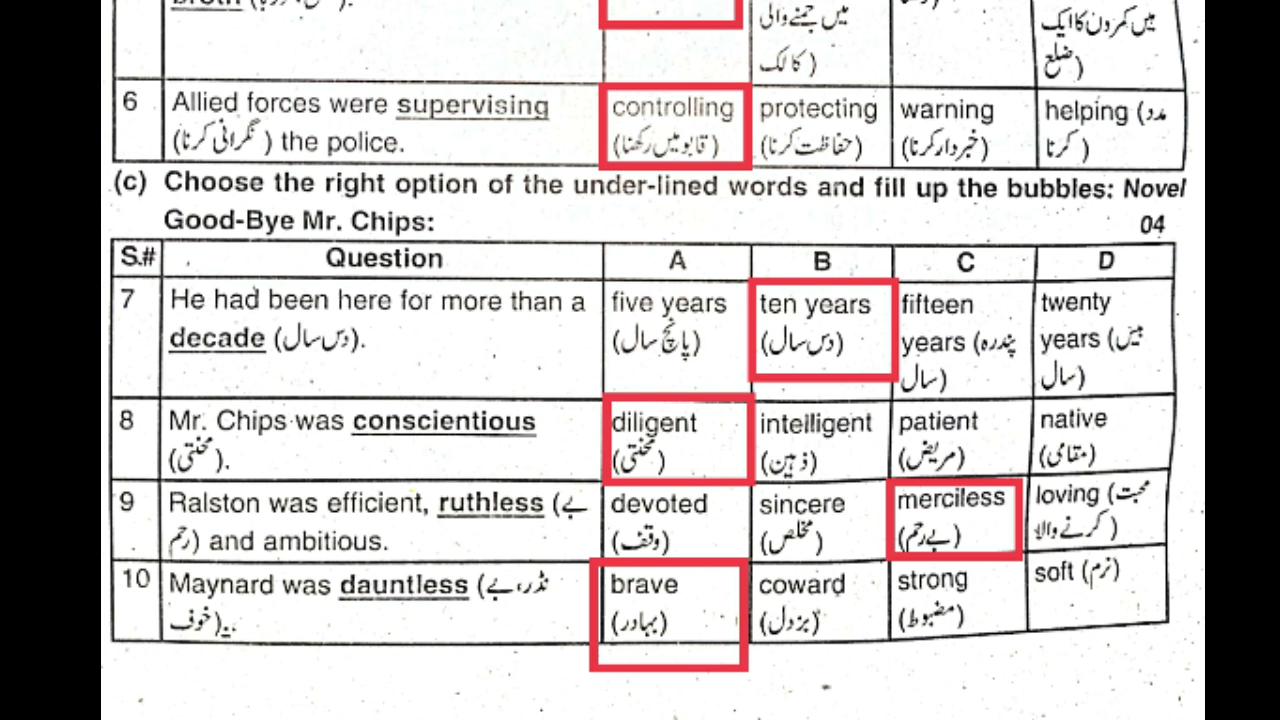 میں جمنے والی
کالک )
میں کمروں کا ایک
ضلع)
6 Allied forces were supervising controlling protecting warning helping (مدد
(نگرانی کرنا ) the police. (قابو میں رکھنا ) (حفاظت کرنا) (خبردار کرنا) کرنا )
(c) Choose the right option of the under-lined words and fill up the bubbles: Novel
Good-Bye Mr. Chips: 04
S.# Question A B C D
7 He had been here for more than a five years ten years fifteen twenty
decade (دس سال). (پانچ سال) (دس سال) years (پندرہ years (بیس
سال) سال)
8 Mr. Chips was conscientious diligent intelligent patient native
(محنتی). (محنتی) (ذہین) (مریض) (مقامی)
9 Ralston was efficient, ruthless (بے devoted sincere merciless loving (محبت
رحم) and ambitious. (وقف) (مخلص) (بے رحم) کرنے والا )
10 Maynard was dauntless (نڈر، بے brave coward strong soft (نرم)
خوف). (بہادر) (بزدل) (مضبوط)